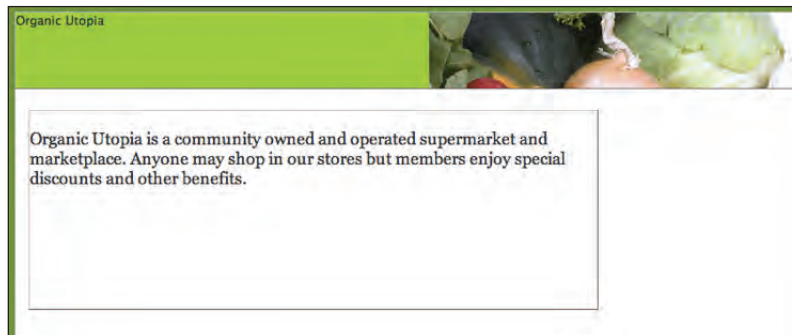 Organic Utopia
Organic Utopia is a community owned and operated supermarket and
marketplace. Anyone may shop in our stores but members enjoy special
discounts and other benefits.